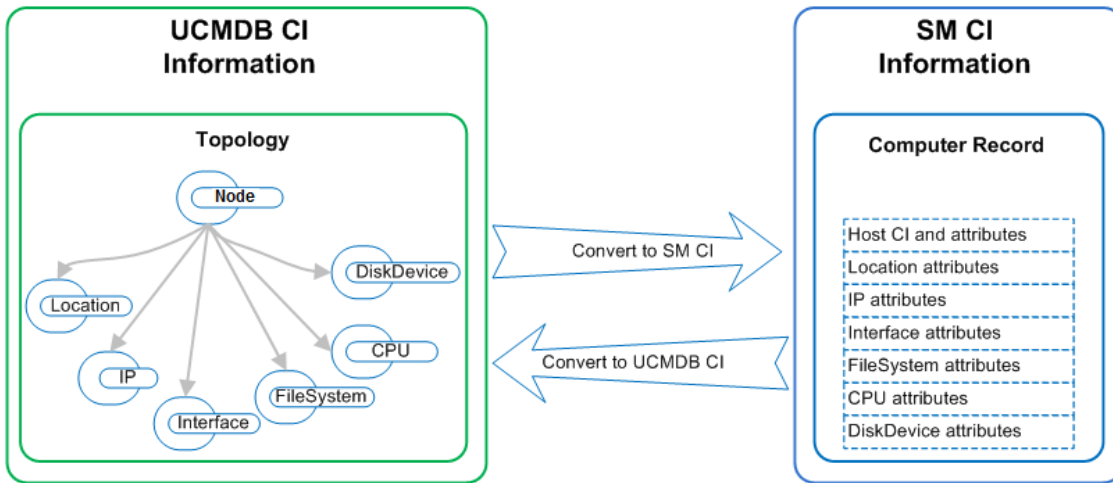 UCMDB CI
Information
Topology
Node
DiskDevice
Location
CPU
IP
FileSystem
Interface
Convert to SM CI
Convert to UCMDB CI
SM CI
Information
Computer Record
Host CI and attributes
Location attributes
IP attributes
Interface attributes
FileSystem attributes
CPU attributes
DiskDevice attributes